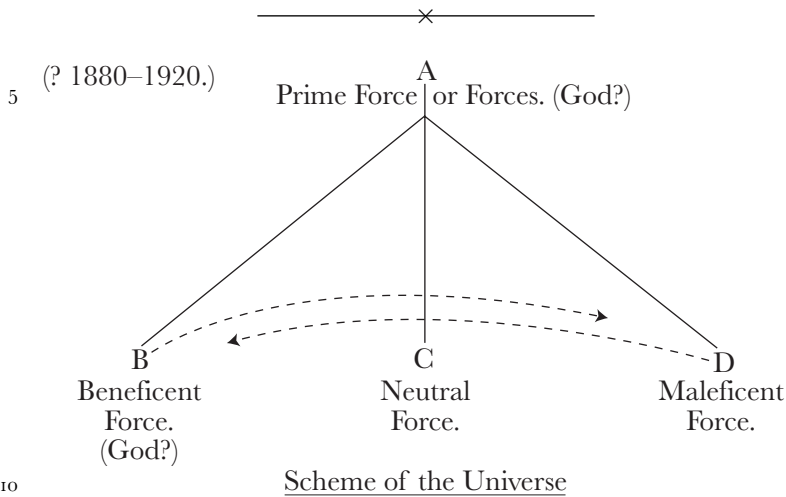 A
5 (? 1880–1920.)
Prime Force or Forces. (God?)
B C D
Beneficent Neutral Maleficent
Force. Force. Force.
(God?)
10 Scheme of the Universe